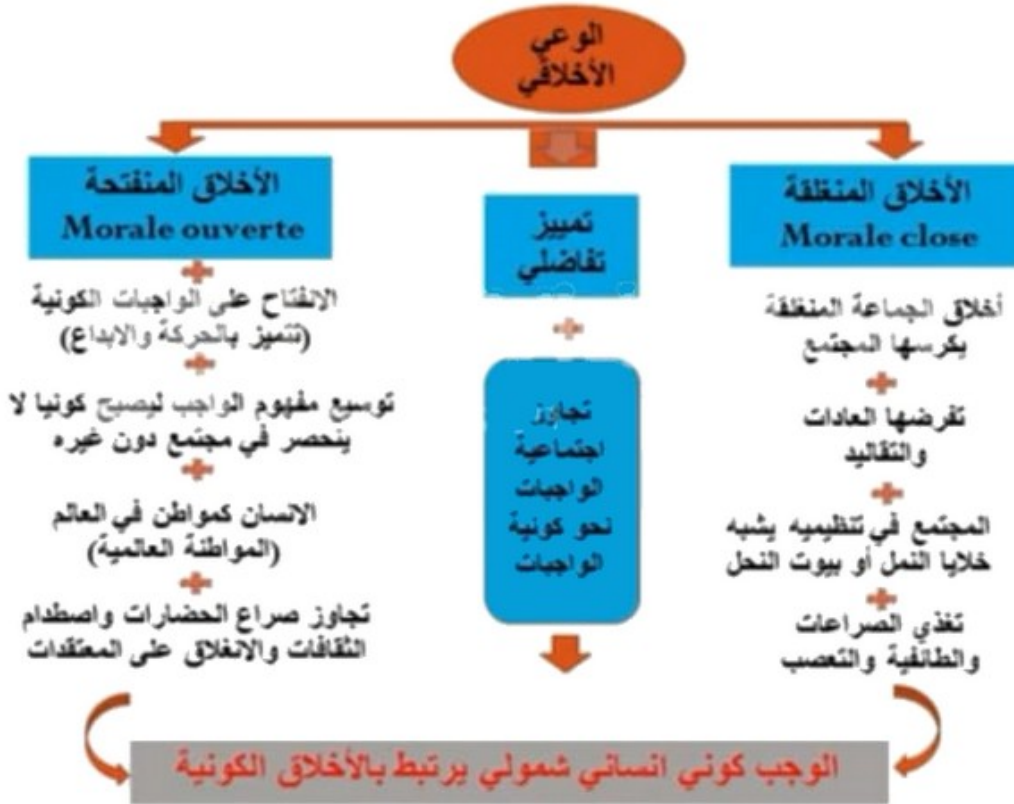 الوعي
الأخلاقي
الأخلاق المنغلقة
Morale close
أخلاق الجماعة المنغلقة
يكرسها المجتمع
تفرضها العادات
والتقاليد
المجتمع في تنظيميه يشبه
خلايا النمل أو بيوت النحل
تغذي الصراعات
والطائفية والتعصب
تمييز
تفاضلي
تجاوز
اجتماعية
الواجبات
نحو كونية
الواجبات
الأخلاق المنفتحة
Morale ouverte
الانفتاح على الواجبات الكونية
(تتميز بالحركة والابداع)
توسيع مفهوم الواجب ليصبح كونيا لا
ينحصر في مجتمع دون غيره
الانسان كمواطن في العالم
(المواطنة العالمية)
تجاوز صراع الحضارات واصطدام
الثقافات والانغلاق على المعتقدات
الوجب كوني انساني شمولي يرتبط بالأخلاق الكونية